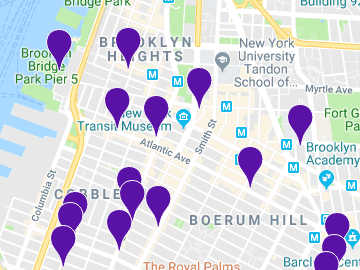 Bridge Park
Building 92
BROOKLYN
HEIGHTS
Brooklyn
Bridge
Park Pier 5
New York
University
Tandon
School of...
Myrtle Ave
New York
Transit Museum
Fort G
Smith St
Atlantic Ave
Brooklyn
Academy
Columbia St
COBBLE
BOERUM HILL
The Royal Palms
Barcl
Center